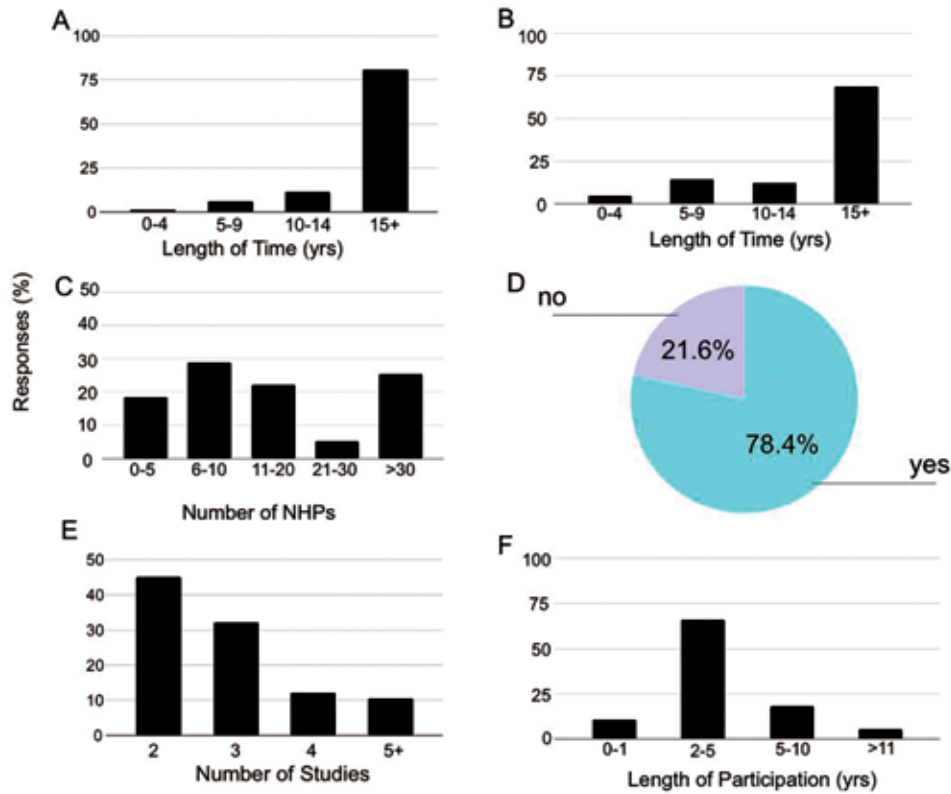 A
100
75
50
25
0
0-4 5-9 10-14 15+
Length of Time (yrs)
B
100
75
50
25
0
0-4 5-9 10-14 15+
Length of Time (yrs)
Responses (%)
C
50
40
30
20
10
0
0-5 6-10 11-20 21-30 >30
Number of NHPs
D
no
21.6%
78.4%
yes
E
50
40
30
20
10
0
2 3 4 5+
Number of Studies
F
100
75
50
25
0
0-1 2-5 5-10 >11
Length of Participation (yrs)